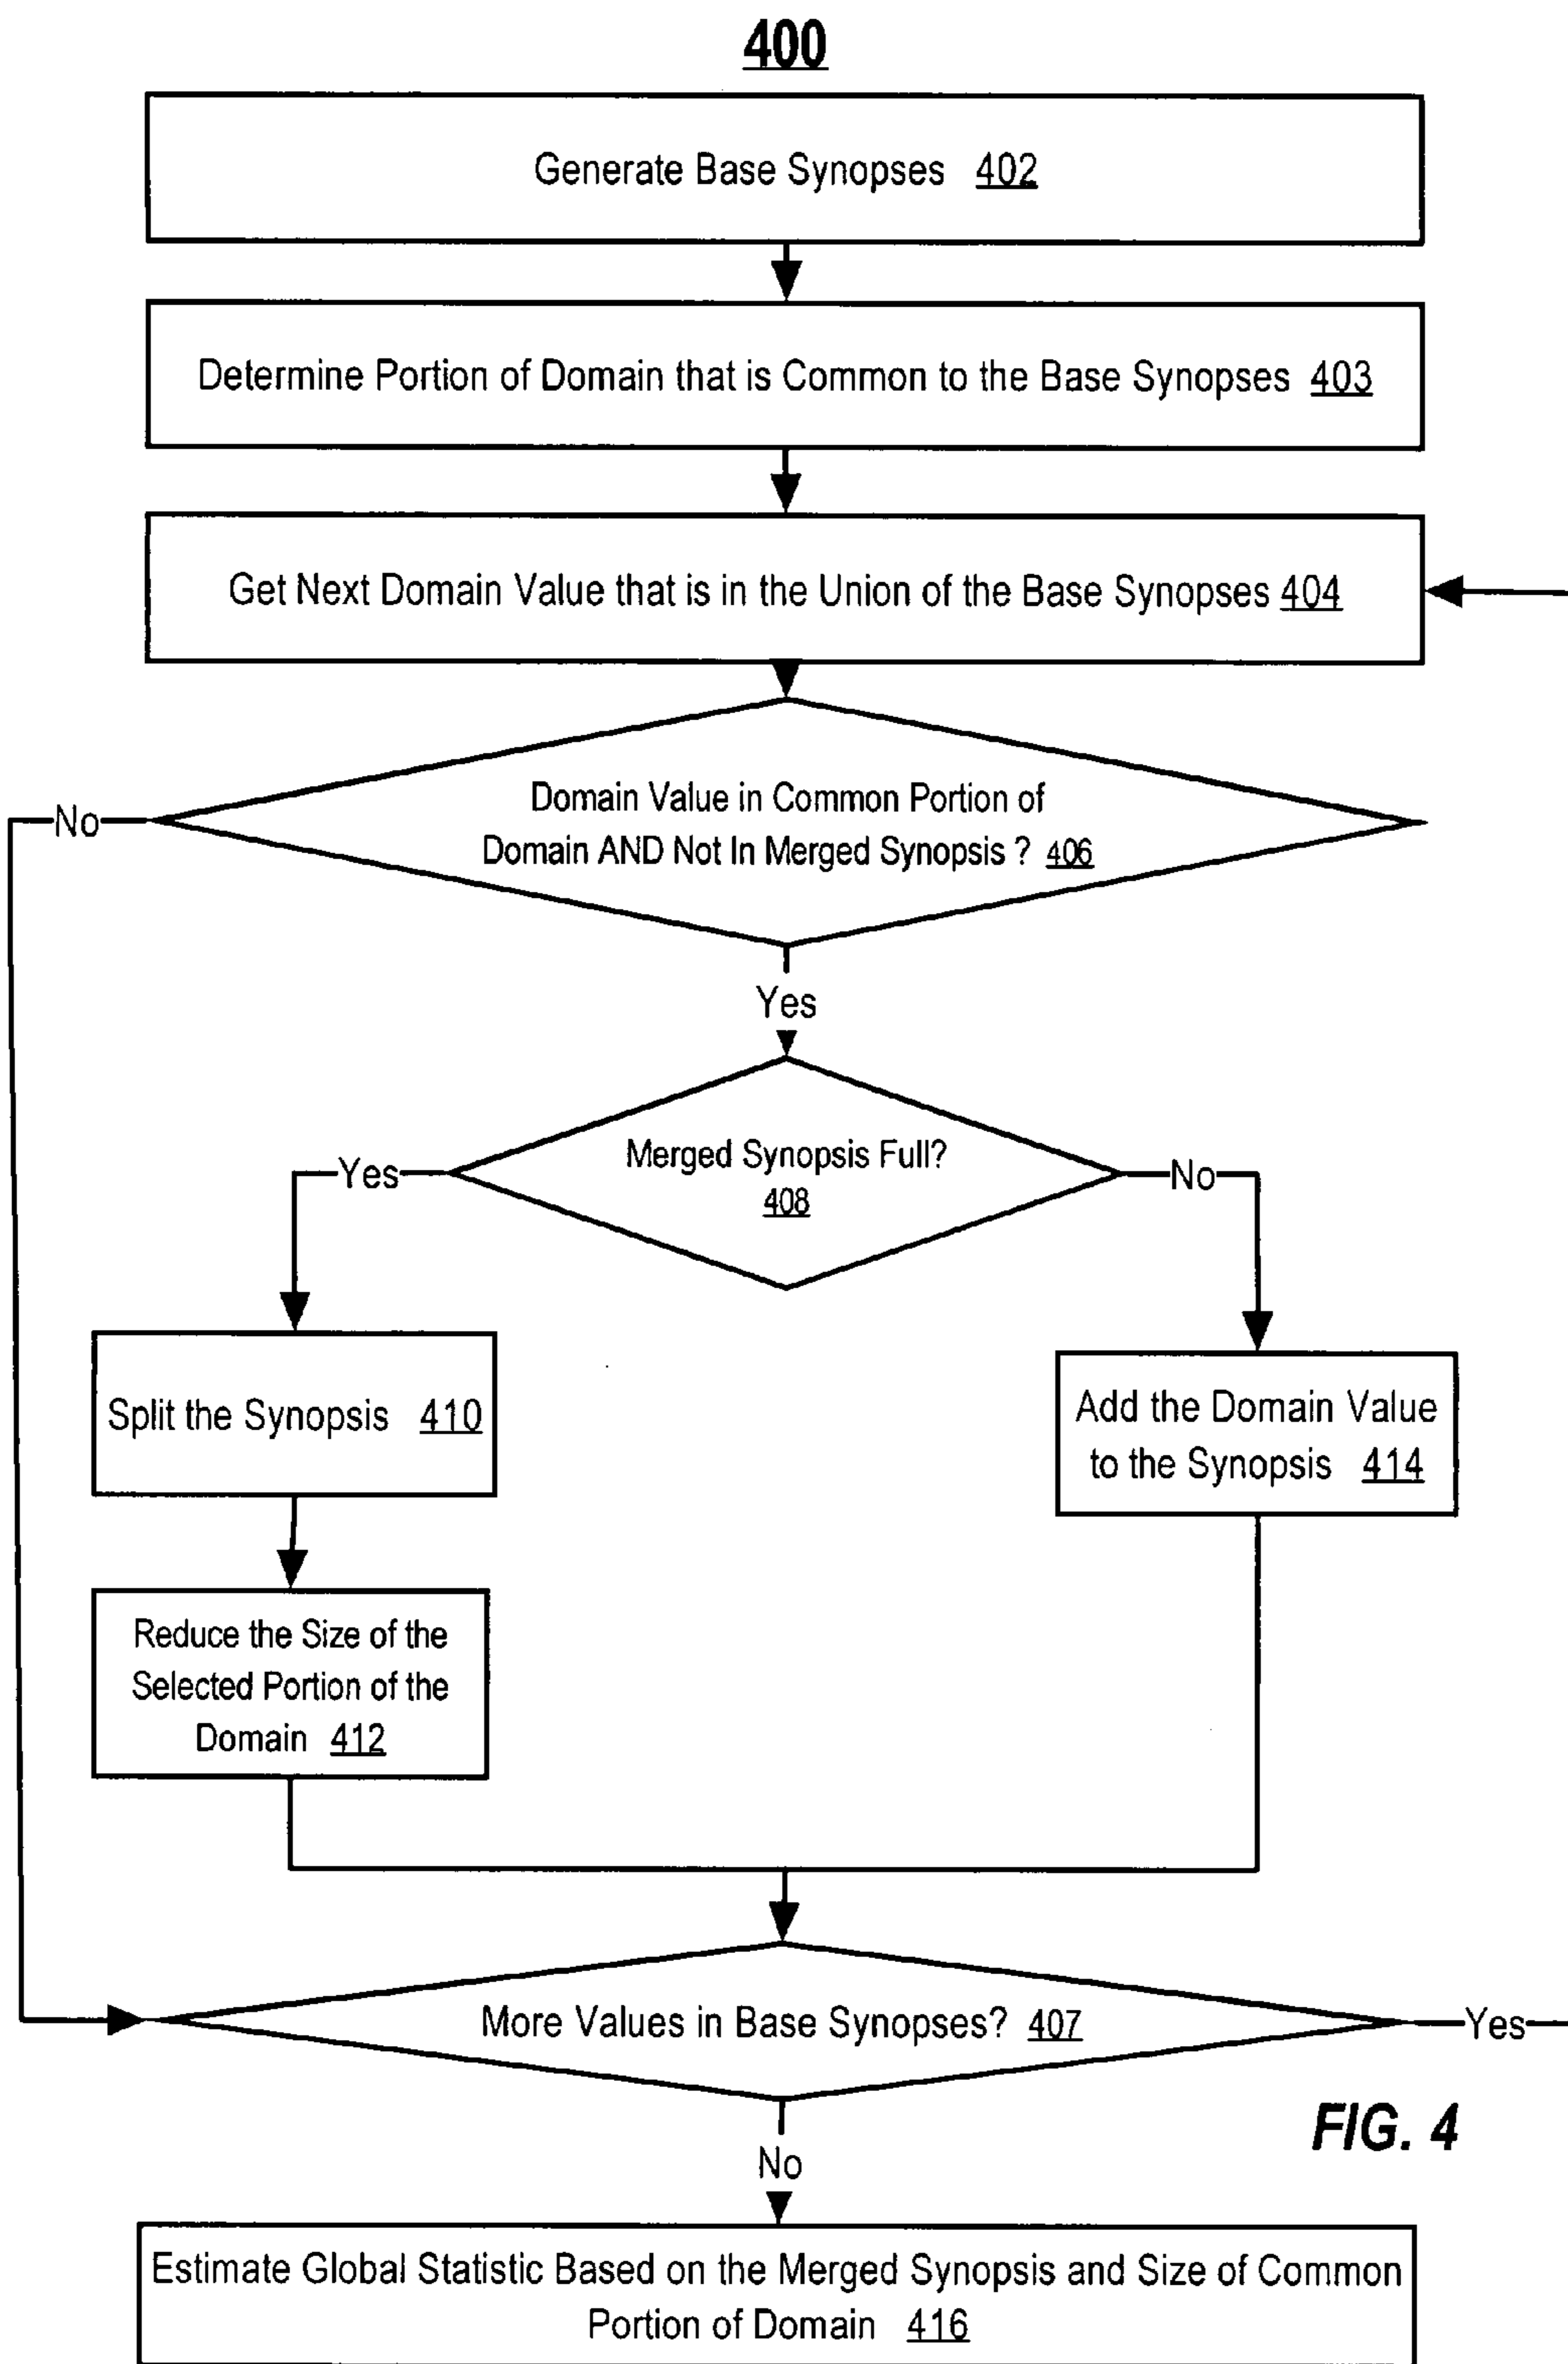 400
Generate Base Synopses 402
Determine Portion of Domain that is Common to the Base Synopses 403
Get Next Domain Value that is in the Union of the Base Synopses 404
Domain Value in Common Portion of
Domain AND Not In Merged Synopsis ? 406
No
Yes
Merged Synopsis Full?
408
Yes
No
Split the Synopsis 410
Add the Domain Value
to the Synopsis 414
Reduce the Size of the
Selected Portion of the
Domain 412
More Values in Base Synopses? 407
Yes
No
FIG. 4
Estimate Global Statistic Based on the Merged Synopsis and Size of Common
Portion of Domain 416